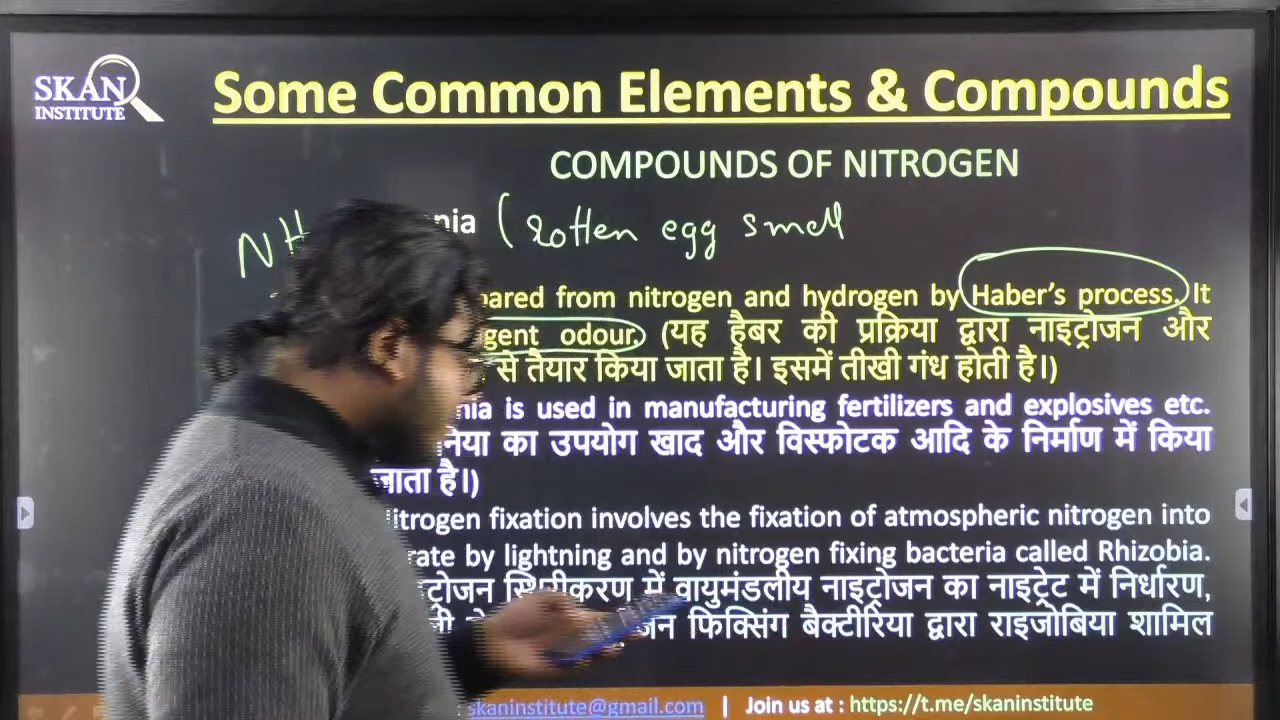 SKAN
INSTITUTE
Some Common Elements & Compounds
COMPOUNDS OF NITROGEN
NH nia (rotten egg smell
pared from nitrogen and hydrogen by Haber's process. It
gent odour. (यह हैबर की प्रक्रिया द्वारा नाइट्रोजन और
से तैयार किया जाता है। इसमें तीखी गंध होती है।)
nia is used in manufacturing fertilizers and explosives etc.
निया का उपयोग खाद और विस्फोटक आदि के निर्माण में किया
जाता है।)
itrogen fixation involves the fixation of atmospheric nitrogen into
rate by lightning and by nitrogen fixing bacteria called Rhizobia.
ट्रोजन स्थिरीकरण में वायुमंडलीय नाइट्रोजन का नाइट्रेट में निर्धारण,
जन फिक्सिंग बैक्टीरिया द्वारा राइजोबिया शामिल
skaninstitute@gmail.com | Join us at : https://t.me/skaninstitute